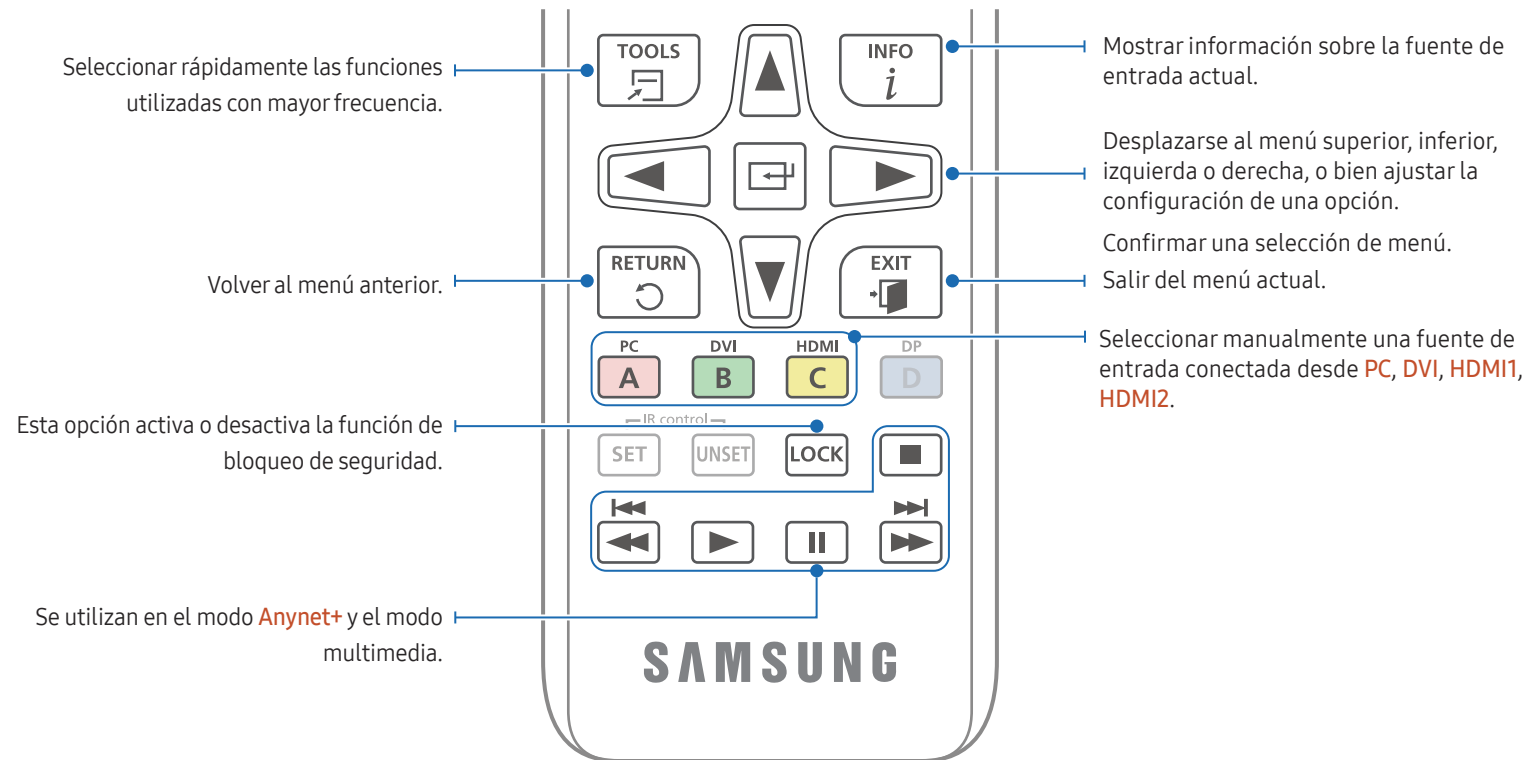 TOOLS
INFO
i
Seleccionar rápidamente las funciones
utilizadas con mayor frecuencia.
Mostrar información sobre la fuente de
entrada actual.
Desplazarse al menú superior, inferior,
izquierda o derecha, o bien ajustar la
configuración de una opción.
Confirmar una selección de menú.
RETURN
EXIT
Volver al menú anterior.
Salir del menú actual.
PC
DVI
HDMI
DP
A
B
C
D
Seleccionar manualmente una fuente de
entrada conectada desde PC, DVI, HDMI1,
HDMI2.
IR control
SET
UNSET
LOCK
Esta opción activa o desactiva la función de
bloqueo de seguridad.
Se utilizan en el modo Anynet+ y el modo
multimedia.
SAMSUNG